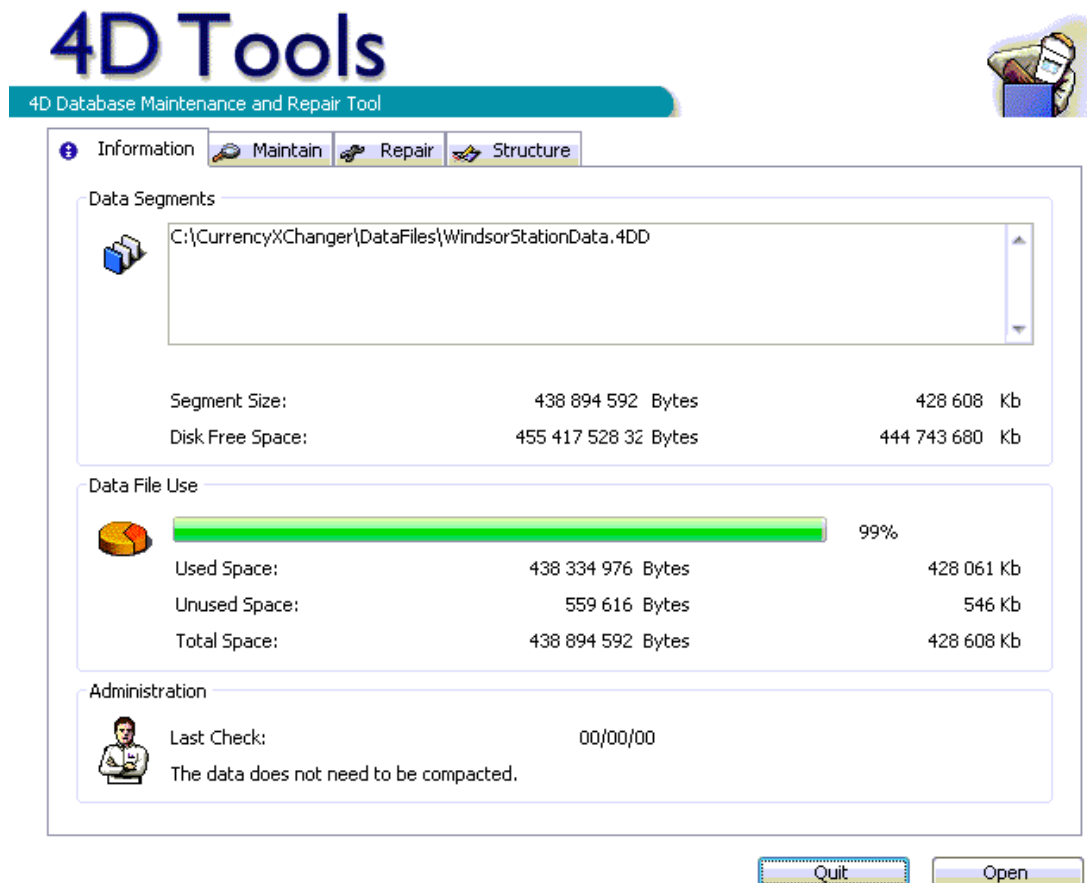 4D Tools
4D Database Maintenance and Repair Tool
Information Maintain Repair Structure
Data Segments
C:\CurrencyXChanger\DataFiles\WindsorStationData.4DD
Segment Size: 438 894 592 Bytes 428 608 Kb
Disk Free Space: 455 417 528 32 Bytes 444 743 680 Kb
Data File Use
99%
Used Space: 438 334 976 Bytes 428 061 Kb
Unused Space: 559 616 Bytes 546 Kb
Total Space: 438 894 592 Bytes 428 608 Kb
Administration
Last Check: 00/00/00
The data does not need to be compacted.
Quit Open